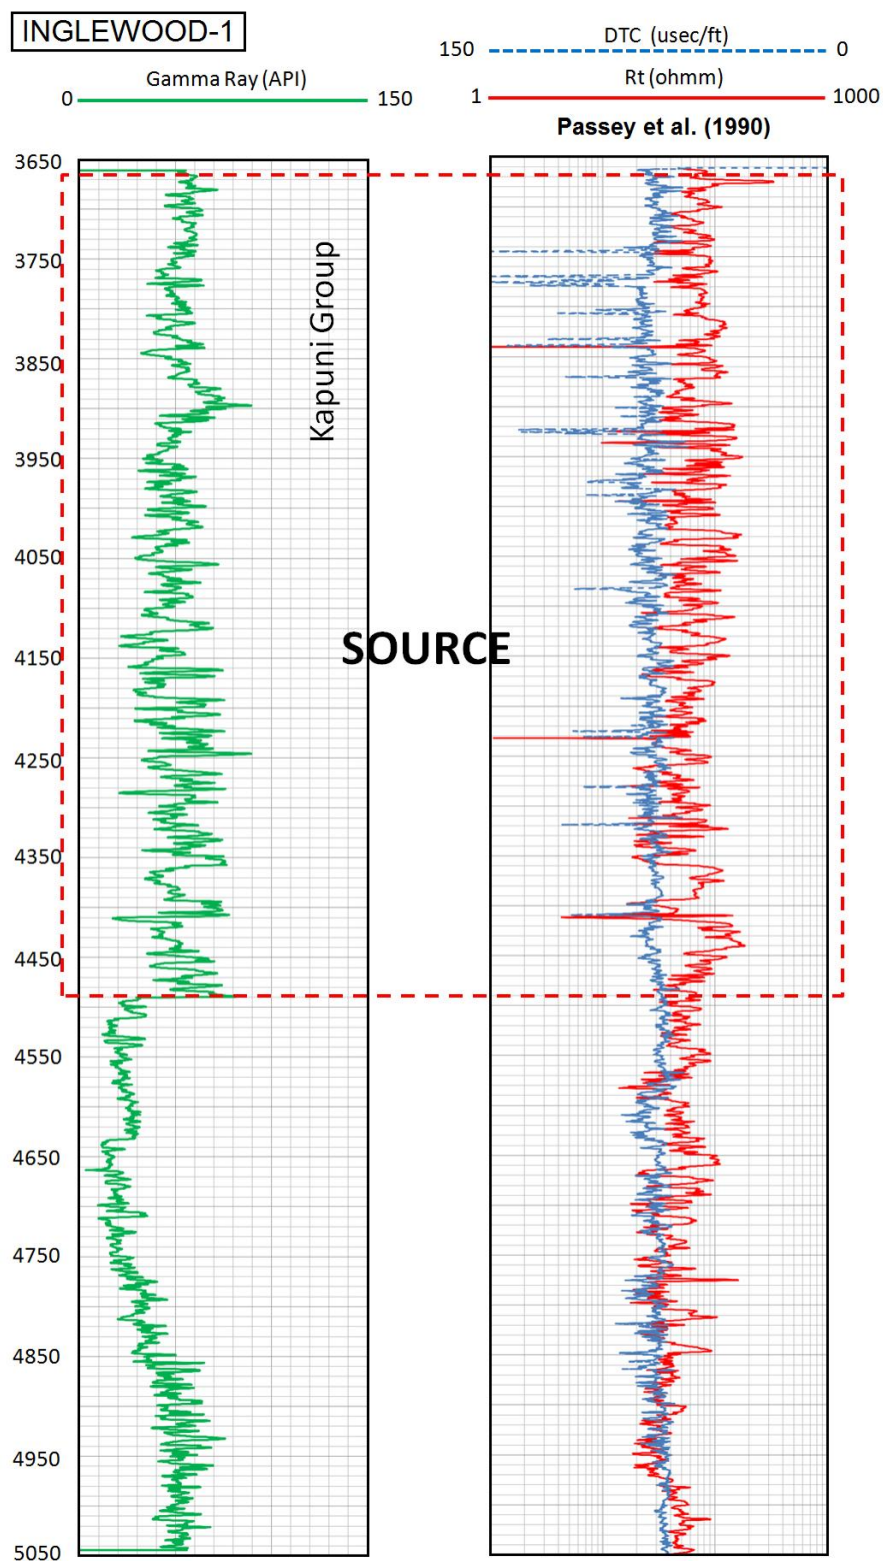 INGLEWOOD-1
DTC (usec/ft)
150 0
Gamma Ray (API)
0 150
Rt (ohmm)
1 1000
Passey et al. (1990)
3650
3750
3850
3950
4050
4150
4250
4350
4450
4550
4650
4750
4850
4950
5050
Kapuni Group
SOURCE